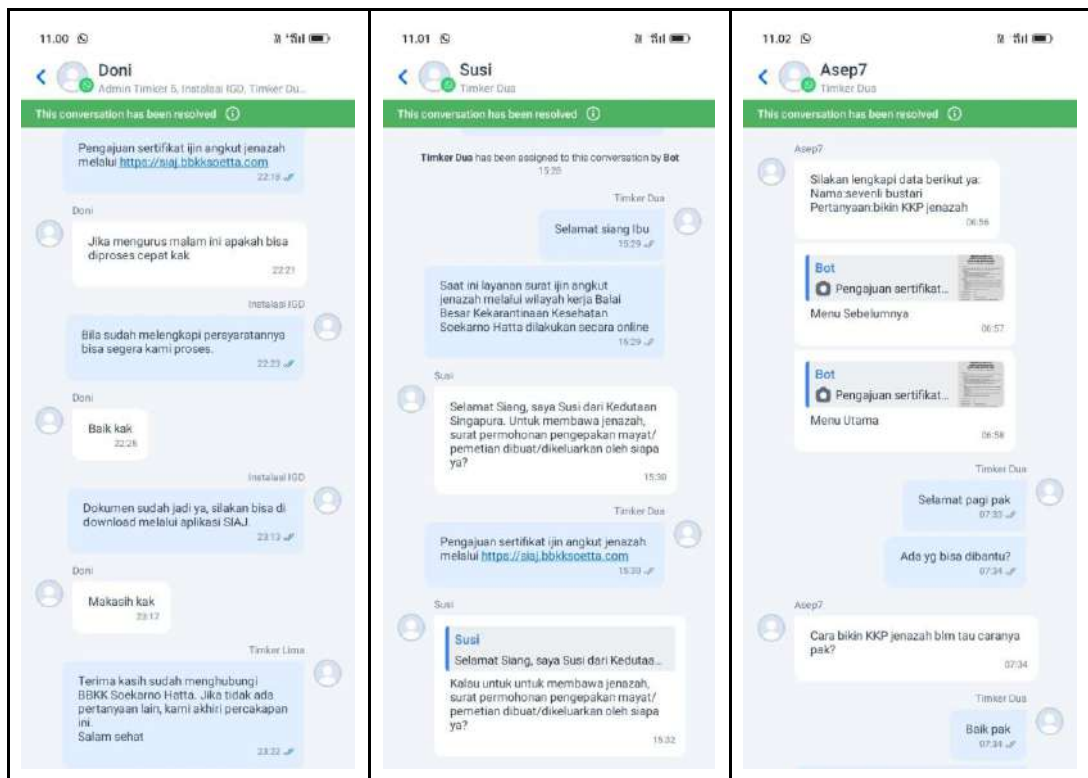 11.00
Doni
Admin Timker 5, Instalasi IGD, Timker Du...
This conversation has been resolved
Pengajuan sertifikat ijin angkut jenazah
melalui https://siaj.bbkksoetta.com
22:19
Doni
Jika mengurus malam ini apakah bisa
diproses cepat kak
22:21
Instalasi IGD
Bila sudah melengkapi persyaratannya
bisa segera kami proses.
22:23
Doni
Baik kak
22:26
Instalasi IGD
Dokumen sudah jadi ya, silakan bisa di
download melalui aplikasi SIAJ.
23:13
Doni
Makasih kak
23:17
Timker Lima
Terima kasih sudah menghubungi
BBKK Soekarno Hatta. Jika tidak ada
pertanyaan lain, kami akhiri percakapan
ini.
Salam sehat
23:22
11.01
Susi
Timker Dua
This conversation has been resolved
Timker Dua has been assigned to this conversation by Bot
15:25
Timker Dua
Selamat siang Ibu
15:29
Saat ini layanan surat ijin angkut
jenazah melalui wilayah kerja Balai
Besar Kekarantinaan Kesehatan
Soekarno Hatta dilakukan secara online
15:29
Susi
Selamat Siang, saya Susi dari Kedutaan
Singapura. Untuk membawa jenazah,
surat permohonan pengepakan mayat/
pemetian dibuat/dikeluarkan oleh siapa
ya?
15:30
Timker Dua
Pengajuan sertifikat ijin angkut jenazah
melalui https://siaj.bbkksoetta.com
15:30
Susi
Susi
Selamat Siang, saya Susi dari Kedutaa...
Kalau untuk untuk membawa jenazah,
surat permohonan pengepakan mayat/
pemetian dibuat/dikeluarkan oleh siapa
ya?
15:32
11.02
Asep7
Timker Dua
This conversation has been resolved
Asep7
Silakan lengkapi data berikut ya:
Nama:sevenli bustari
Pertanyaan:bikin KKP jenazah
06:56
Bot
Pengajuan sertifikat...
Menu Sebelumnya
06:57
Bot
Pengajuan sertifikat...
Menu Utama
06:58
Timker Dua
Selamat pagi pak
07:33
Ada yg bisa dibantu?
07:34
Asep7
Cara bikin KKP jenazah blm tau caranya
pak?
07:34
Timker Dua
Baik pak
07:34